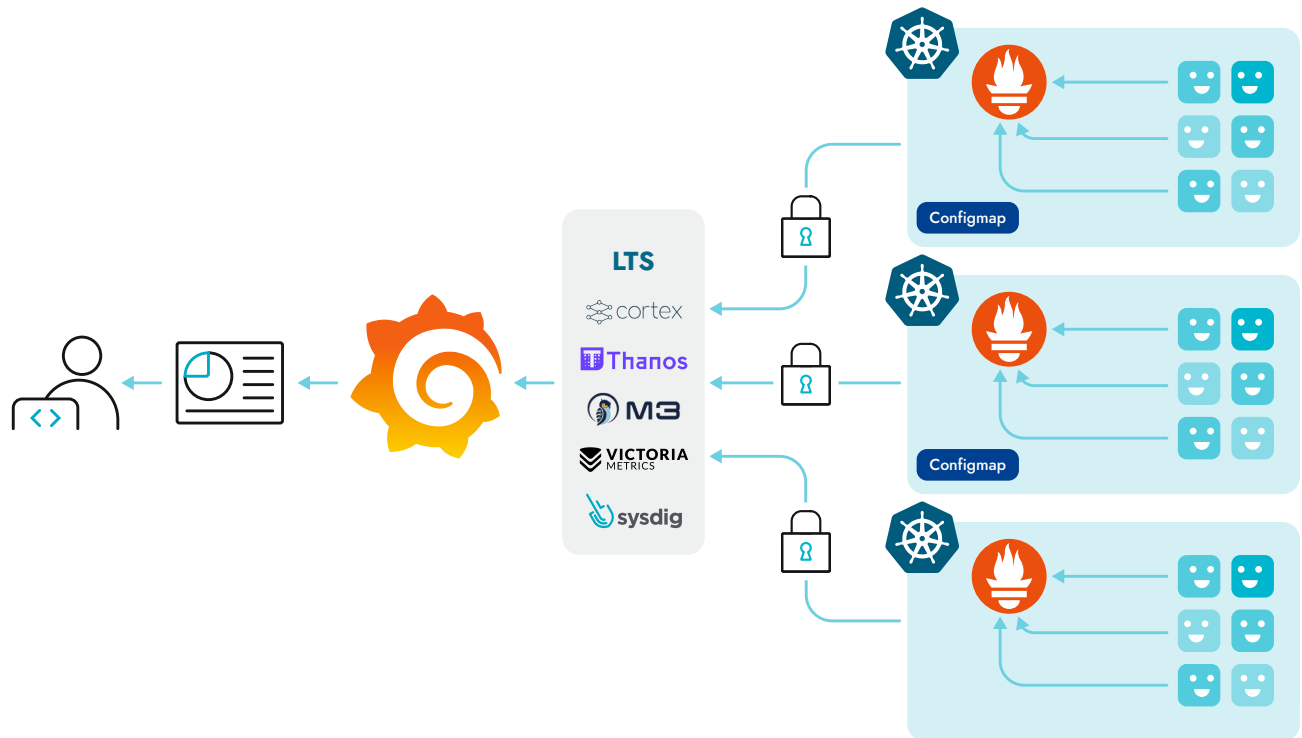 Configmap
LTS
cortex
Thanos
M3
VICTORIA
METRICS
sysdig
Configmap